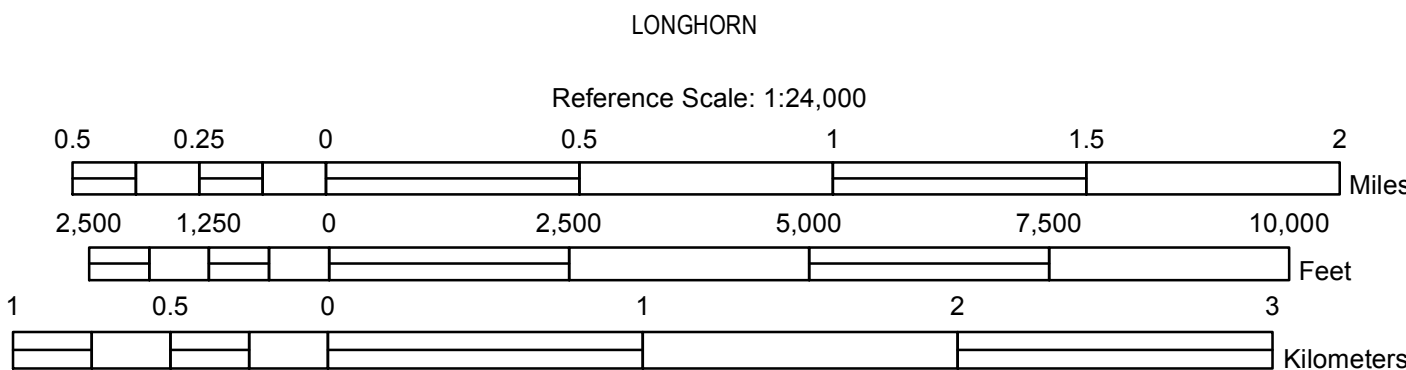 LONGHORN
Reference Scale: 1:24,000
0.5 0.25 0 0.5 1 1.5 2
Miles
2,500 1,250 0 2,500 5,000 7,500 10,000
Feet
1 0.5 0 1 2 3
Kilometers